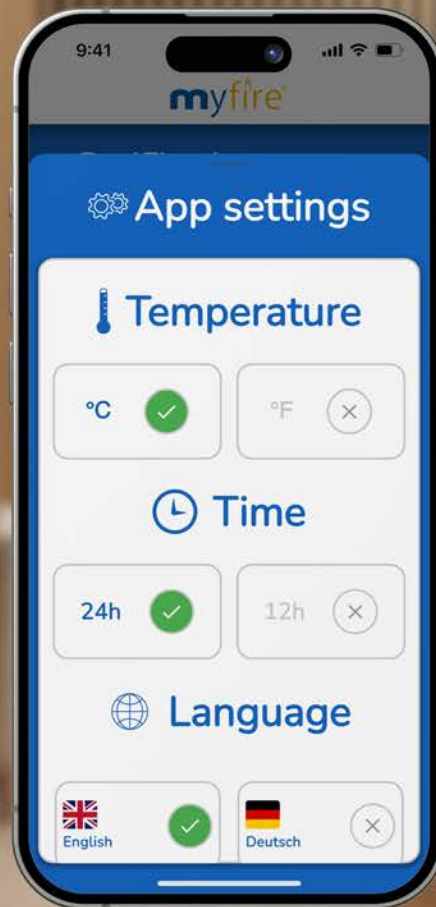 9:41
myfire
App settings
Temperature
°C
°F
Time
24h
12h
Language
English
Deutsch